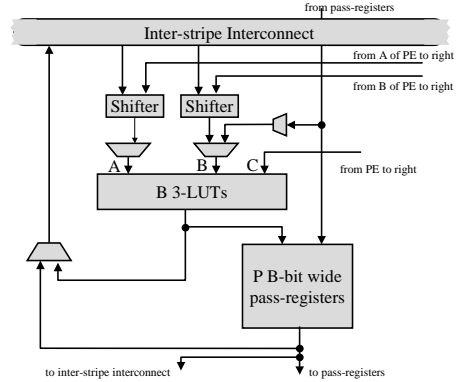 from pass-registers
Inter-stripe Interconnect
from A of PE to right
from B of PE to right
Shifter Shifter
A B C
from PE to right
B 3-LUTs
P B-bit wide
pass-registers
to inter-stripe interconnect
to pass-registers